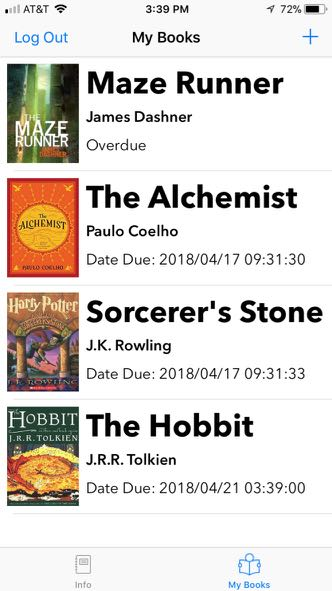 AT&T 3:39 PM 72%
Log Out My Books +
THE
MAZE
RUNNER
DASHNER
Maze Runner
James Dashner
Overdue
The
ALCHEMIST
PAULO COELHO
The Alchemist
Paulo Coelho
Date Due: 2018/04/17 09:31:30
Harry Potter
J.K. ROWLING
Sorcerer's Stone
J.K. Rowling
Date Due: 2018/04/17 09:31:33
The HOBBIT
J.R.R. TOLKIEN
The Hobbit
J.R.R. Tolkien
Date Due: 2018/04/21 03:39:00
Info My Books